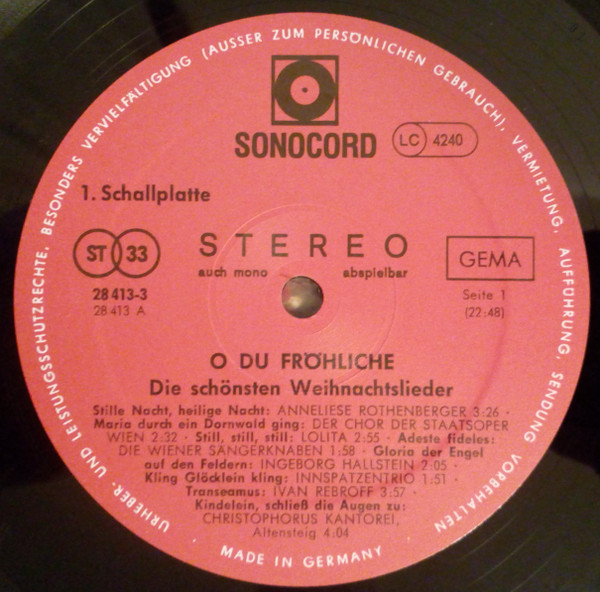 URHEBER- UND LEISTUNGSSCHUTZRECHTE, BESONDERS VERVIELFÄLTIGUNG (AUSSER ZUM PERSÖNLICHEN GEBRAUCH), VERMIETUNG, AUFFÜHRUNG, SENDUNG VORBEHALTEN
SONOCORD
LC 4240
1. Schallplatte
ST 33
STEREO
auch mono abspielbar
GEMA
28 413-3
28 413 A
Seite 1
(22:48)
O DU FRÖHLICHE
Die schönsten Weihnachtslieder
Stille Nacht, heilige Nacht: ANNELIESE ROTHENBERGER 3:26 ·
Maria durch ein Dornwald ging: DER CHOR DER STAATSOPER
WIEN 2:32 · Still, still, still: LOLITA 2:55 · Adeste fideles:
DIE WIENER SÄNGERKNABEN 1:58 · Gloria der Engel
auf den Feldern: INGEBORG HALLSTEIN 2:05 ·
Kling Glöcklein kling: INNSPATZENTRIO 1:51 ·
Transeamus: IVAN REBROFF 3:57 ·
Kindelein, schließ die Augen zu:
CHRISTOPHORUS KANTOREI,
Altensteig 4:04
MADE IN GERMANY